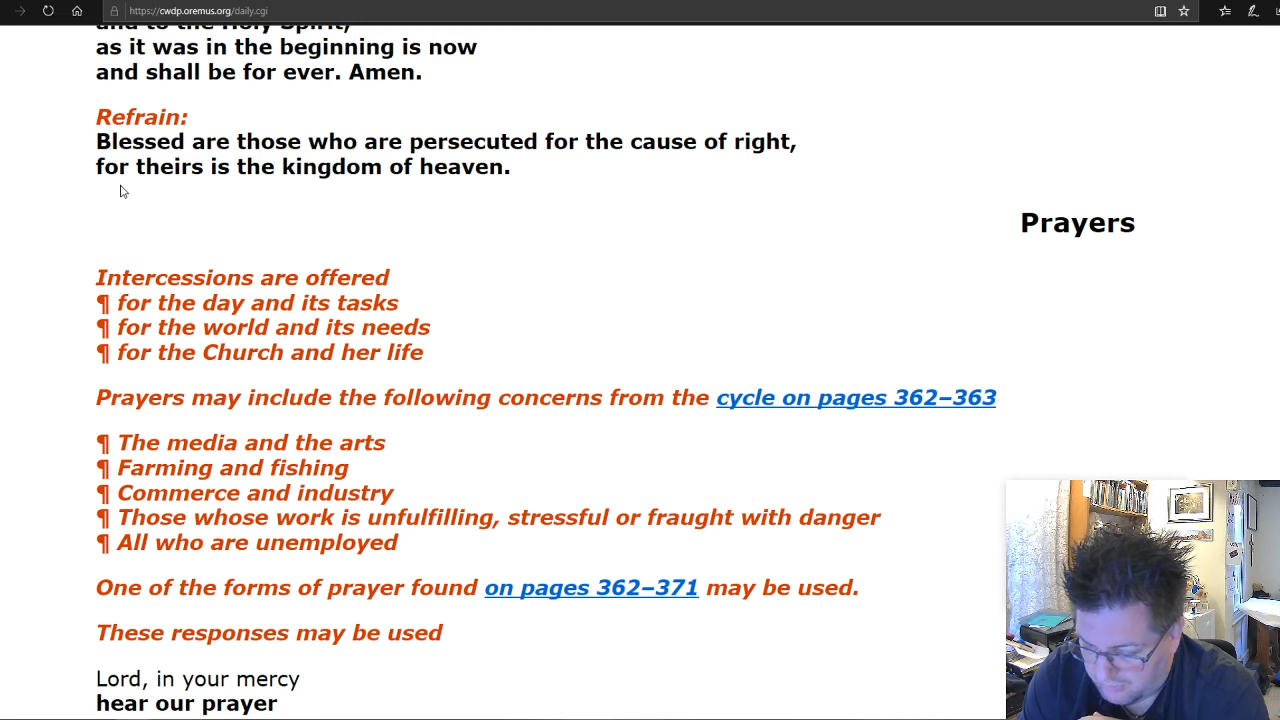 https://cwdp.oremus.org/daily.cgi
and to the Holy Spirit;
as it was in the beginning is now
and shall be for ever. Amen.
Refrain:
Blessed are those who are persecuted for the cause of right,
for theirs is the kingdom of heaven.
Prayers
Intercessions are offered
¶ for the day and its tasks
¶ for the world and its needs
¶ for the Church and her life
Prayers may include the following concerns from the cycle on pages 362–363
¶ The media and the arts
¶ Farming and fishing
¶ Commerce and industry
¶ Those whose work is unfulfilling, stressful or fraught with danger
¶ All who are unemployed
One of the forms of prayer found on pages 362–371 may be used.
These responses may be used
Lord, in your mercy
hear our prayer